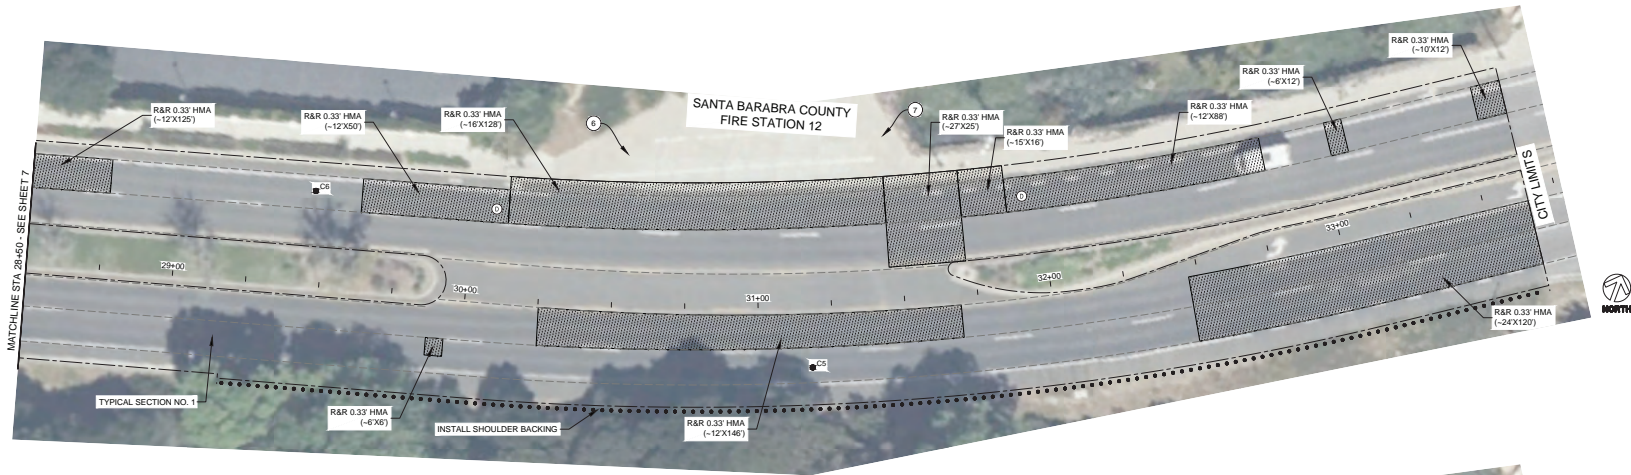 R&R 0.33' HMA
(~10'X12')
R&R 0.33' HMA
(~6'X12')
R&R 0.33' HMA
(~12'X88')
SANTA BARABRA COUNTY
FIRE STATION 12
7
6
R&R 0.33' HMA
(~12'X125')
R&R 0.33' HMA
(~12'X50')
R&R 0.33' HMA
(~16'X128')
R&R 0.33' HMA
(~27'X25')
R&R 0.33' HMA
(~15'X16')
C6
D
D
CITY LIMITS
MATCHLINE STA 28+50 - SEE SHEET 7
29+00
30+00
31+00
32+00
33+00
NORTH
R&R 0.33' HMA
(~24'X120')
C5
TYPICAL SECTION NO. 1
R&R 0.33' HMA
(~6'X6')
INSTALL SHOULDER BACKING
R&R 0.33' HMA
(~12'X146')